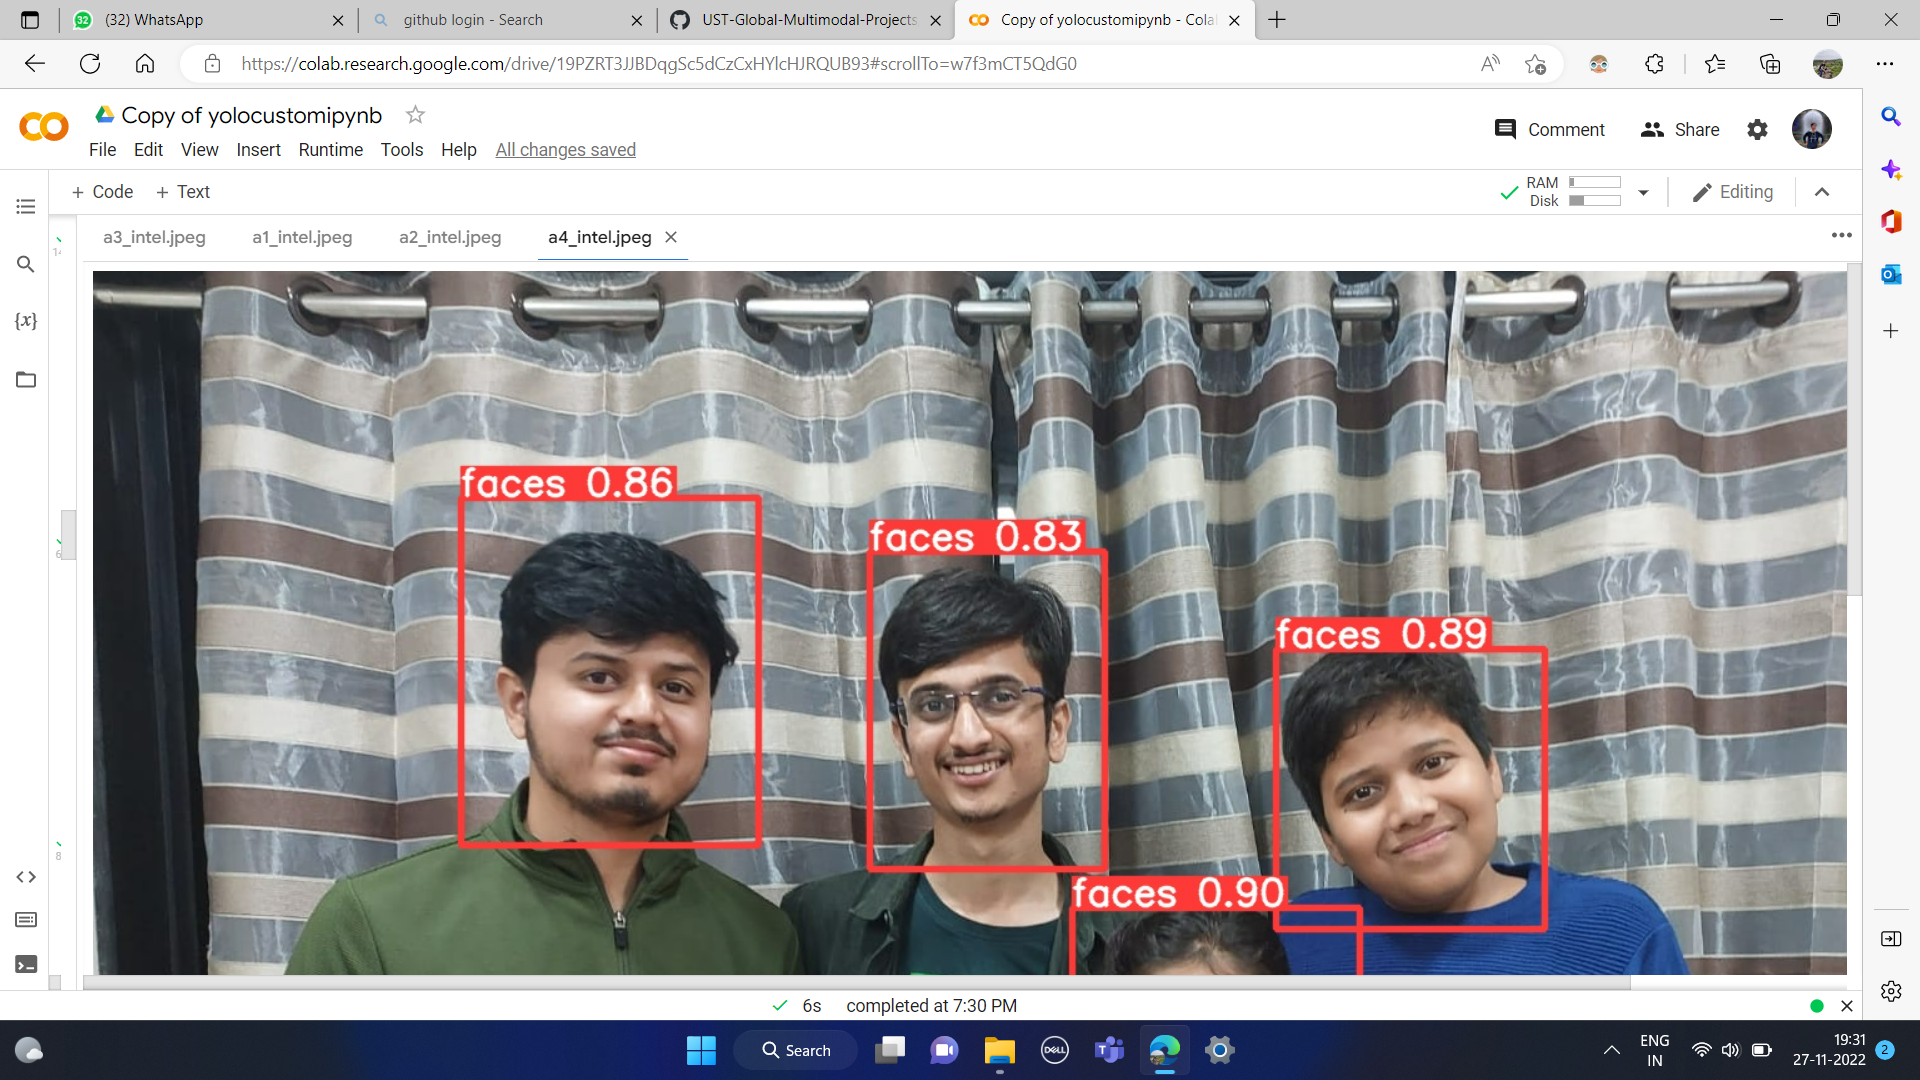 (32) WhatsApp
github login - Search
UST-Global-Multimodal-Projects
Copy of yolocustomipynb - Cola
https://colab.research.google.com/drive/19PZRT3JJBDqgSc5dCzCxHYlcHJRQUB93#scrollTo=w7f3mCT5QdG0
Copy of yolocustomipynb
Comment
Share
File Edit View Insert Runtime Tools Help All changes saved
+ Code + Text
RAM
Disk
Editing
a3_intel.jpeg a1_intel.jpeg a2_intel.jpeg a4_intel.jpeg
{x}
faces 0.86
faces 0.83
faces 0.89
faces 0.90
6s completed at 7:30 PM
Search
DELL
ENG
IN
19:31
27-11-2022
2